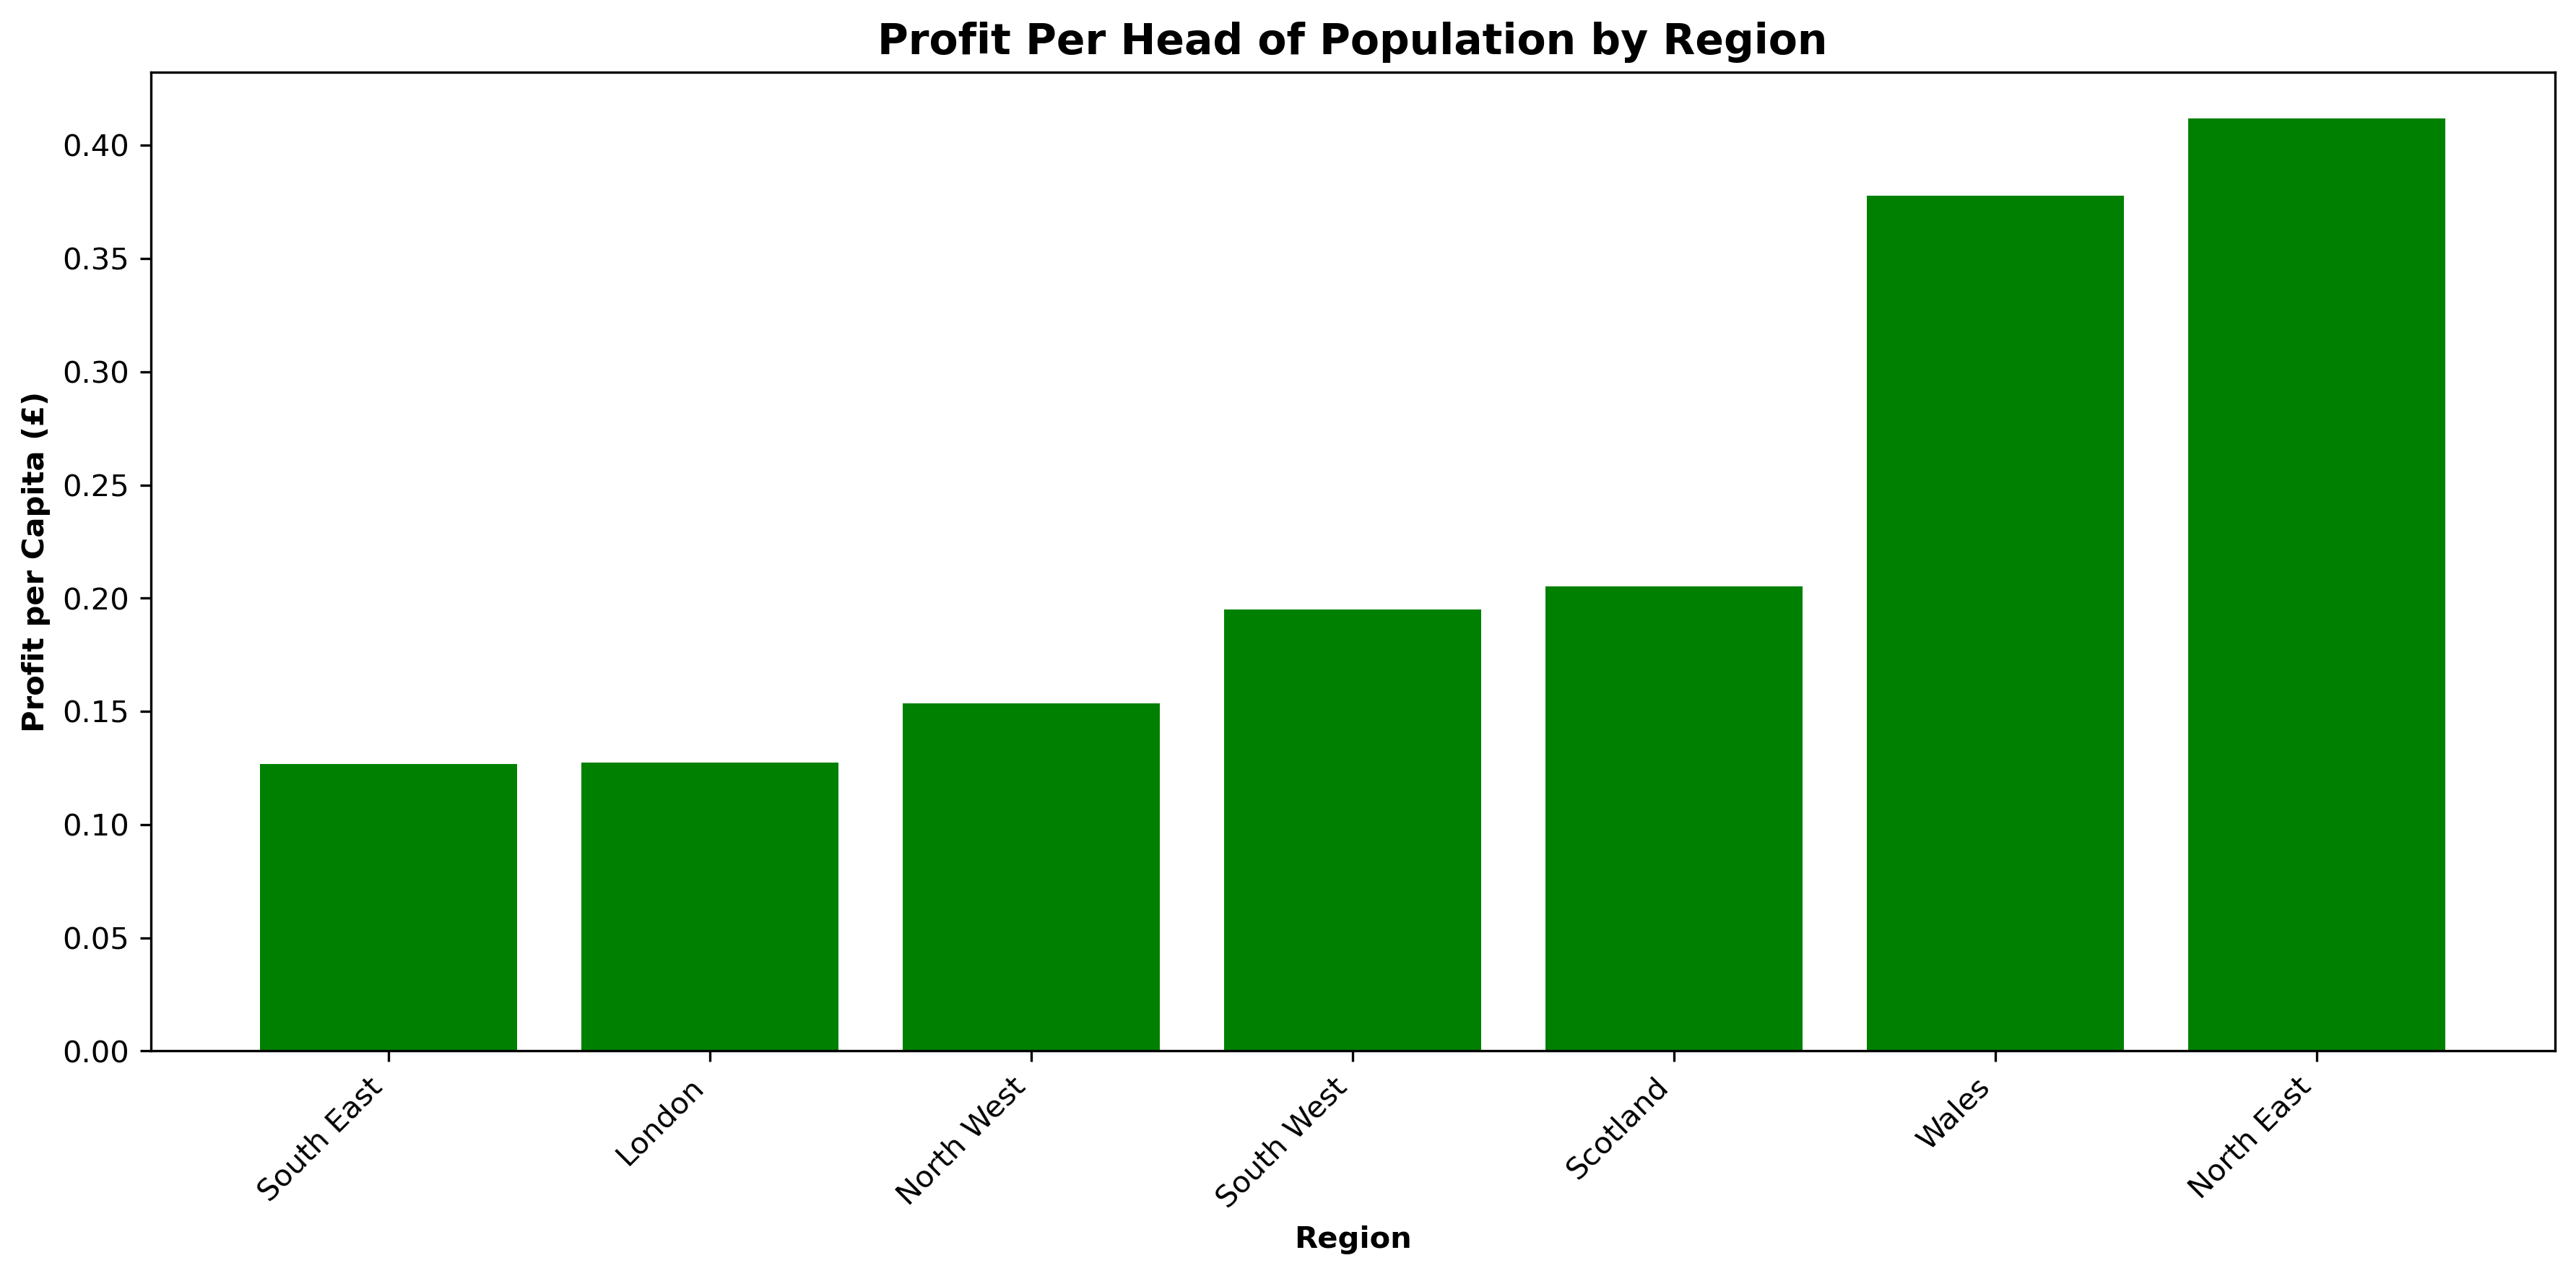 Profit Per Head of Population by Region
Profit per Capita (£)
0.40
0.35
0.30
0.25
0.20
0.15
0.10
0.05
0.00
South East
London
North West
South West
Scotland
Wales
North East
Region